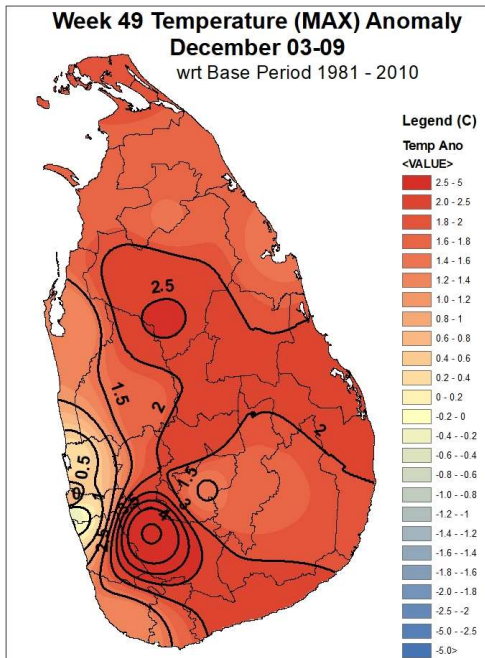 Week 49 Temperature (MAX) Anomaly
December 03-09
wrt Base Period 1981 - 2010
Legend (C)
Temp Ano
<VALUE>
2.5 - 5
2.0 - 2.5
1.8 - 2
1.6 - 1.8
1.4 - 1.6
1.2 - 1.4
1.0 - 1.2
0.8 - 1
0.6 - 0.8
0.4 - 0.6
0.2 - 0.4
0 - 0.2
-0.2 - 0
-0.4 - -0.2
-0.6 - -0.4
-0.8 - -0.6
-1.0 - -0.8
-1.2 - -1
-1.4 - -1.2
-1.6 - -1.4
-1.8 - -1.6
-2.0 - -1.8
-2.5 - -2
-5.0 - -2.5
-5.0>
2.5
1.5
2
2
1.5
0.5
2.5